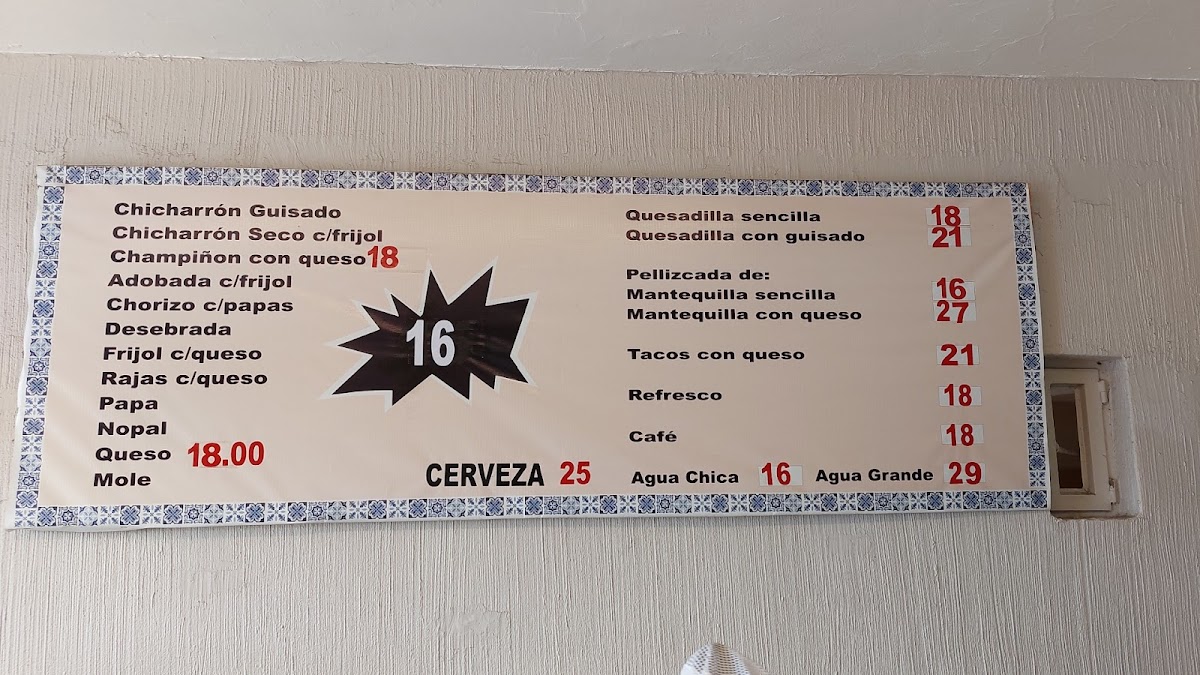 Chicharrón Guisado
Chicharrón Seco c/frijol
Champiñon con queso 18
Adobada c/frijol
Chorizo c/papas
Desebrada
Frijol c/queso
Rajas c/queso
Papa
Nopal
Queso 18.00
Mole
16
CERVEZA 25
Quesadilla sencilla 18
Quesadilla con guisado 21
Pellizcada de:
Mantequilla sencilla 16
Mantequilla con queso 27
Tacos con queso 21
Refresco 18
Café 18
Agua Chica 16 Agua Grande 29